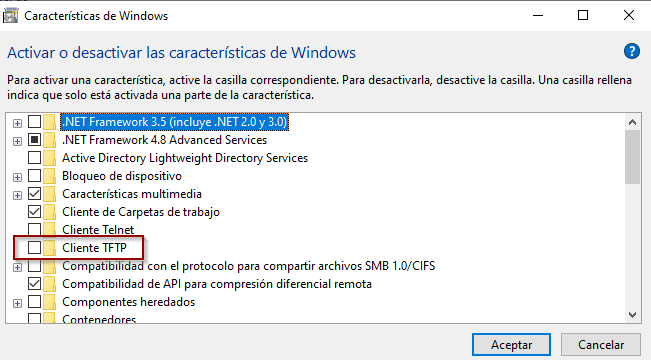 Características de Windows
Activar o desactivar las características de Windows
?
Para activar una característica, active la casilla correspondiente. Para desactivarla, desactive la casilla. Una casilla rellena
indica que solo está activada una parte de la característica.
.NET Framework 3.5 (incluye .NET 2.0 y 3.0)
.NET Framework 4.8 Advanced Services
Active Directory Lightweight Directory Services
Bloqueo de dispositivo
Características multimedia
Cliente de Carpetas de trabajo
Cliente Telnet
Cliente TFTP
Compatibilidad con el protocolo para compartir archivos SMB 1.0/CIFS
Compatibilidad de API para compresión diferencial remota
Componentes heredados
Contenedores
Aceptar
Cancelar